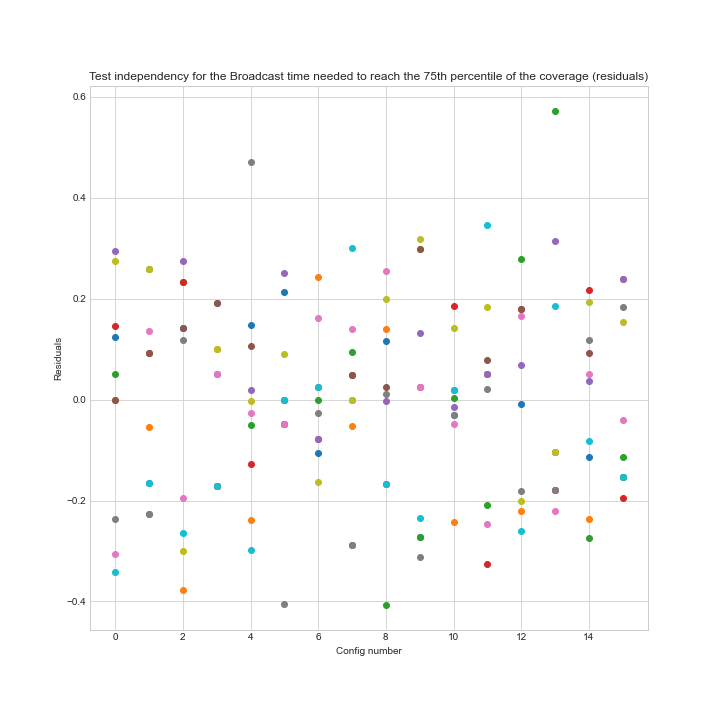 Test independency for the Broadcast time needed to reach the 75th percentile of the coverage (residuals)
0.6
0.4
0.2
0.0
−0.2
−0.4
Residuals
0 2 4 6 8 10 12 14
Config number